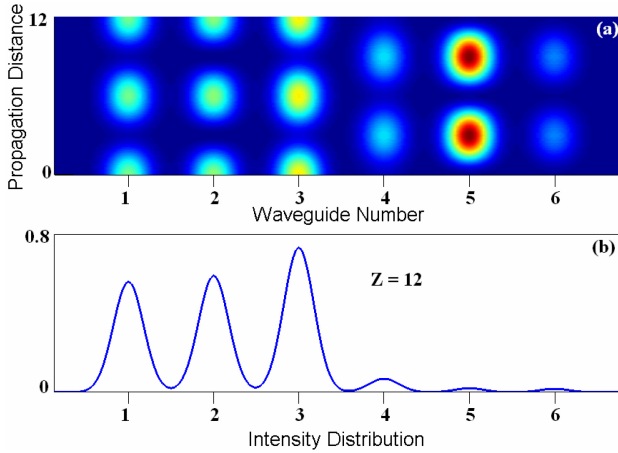 12
(a)
Propagation Distance
0
1 2 3 4 5 6
Waveguide Number
0.8
(b)
Z = 12
0
1 2 3 4 5 6
Intensity Distribution